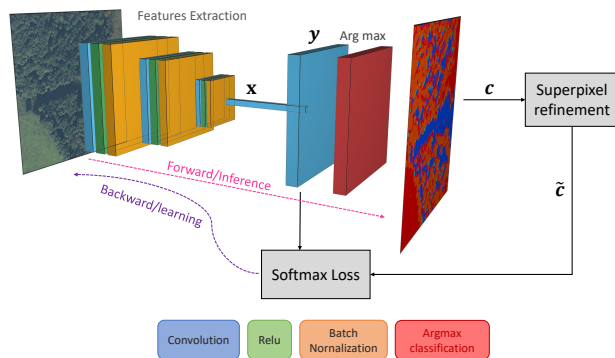 Features Extraction
y
Arg max
x
c
Superpixel
refinement
Forward/Inference
Backward/learning
c̃
Softmax Loss
Convolution
Relu
Batch
Nornalization
Argmax
classification